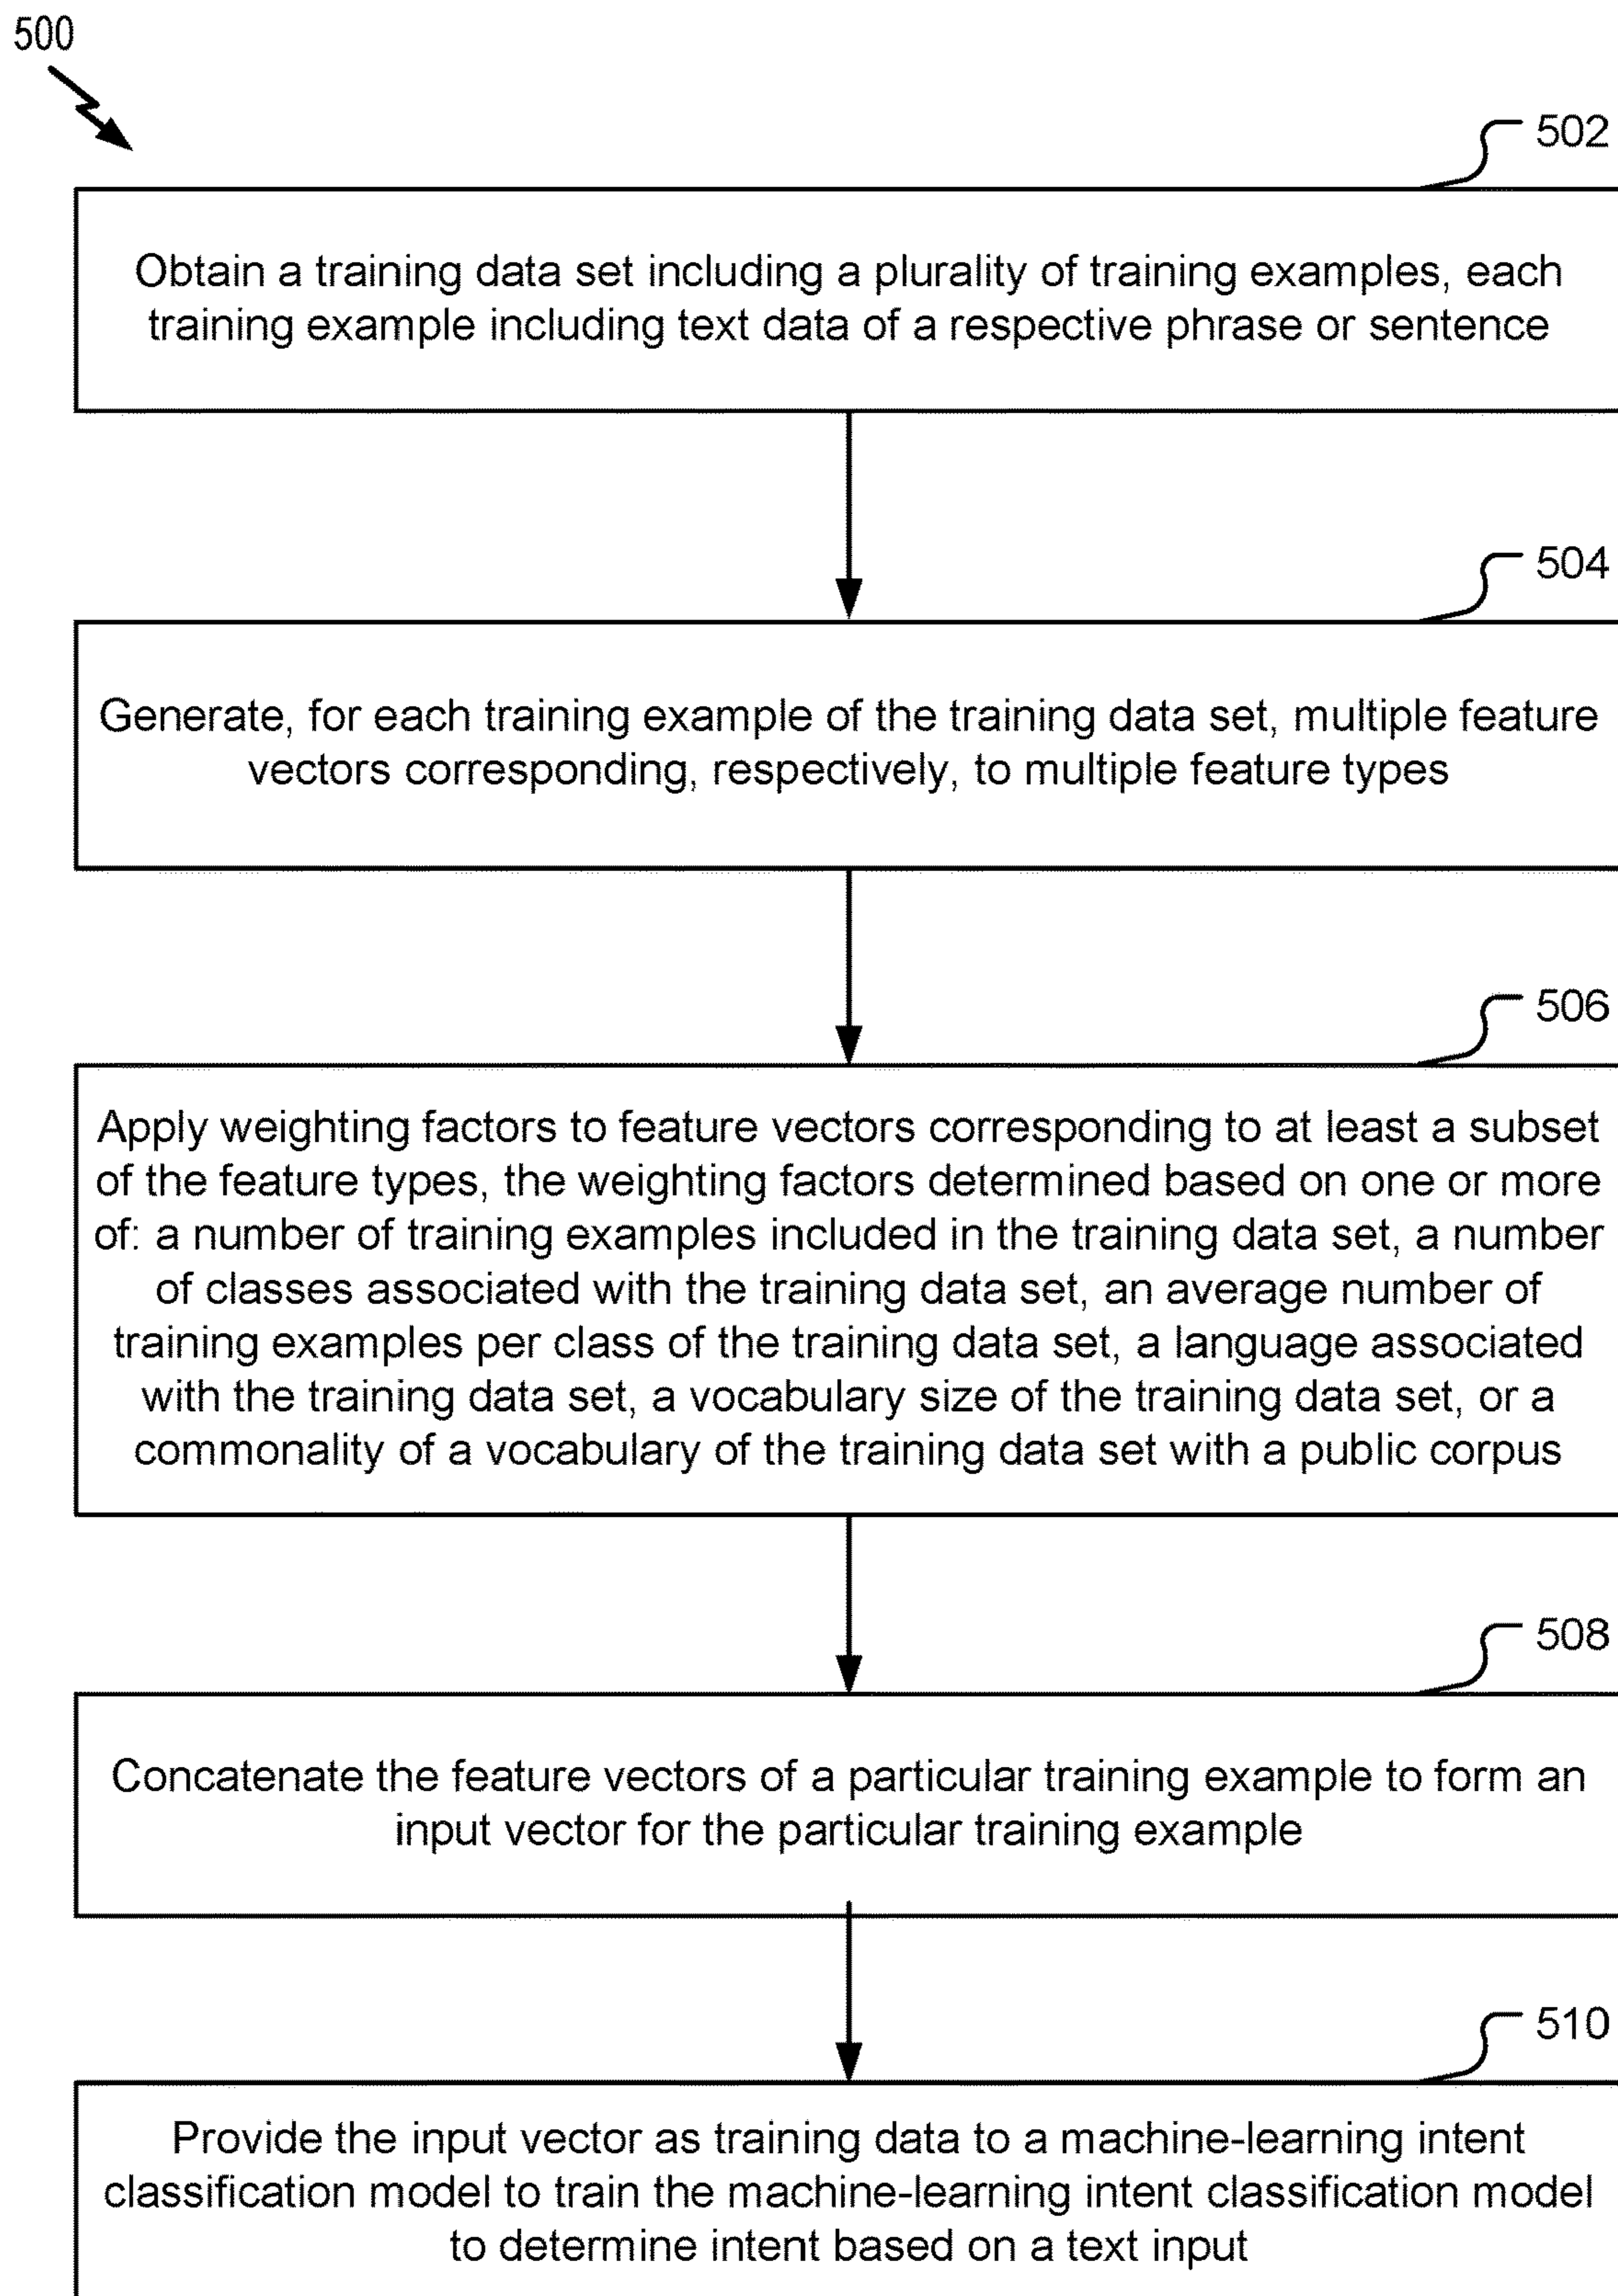 500
502
Obtain a training data set including a plurality of training examples, each
training example including text data of a respective phrase or sentence
504
Generate, for each training example of the training data set, multiple feature
vectors corresponding, respectively, to multiple feature types
506
Apply weighting factors to feature vectors corresponding to at least a subset
of the feature types, the weighting factors determined based on one or more
of: a number of training examples included in the training data set, a number
of classes associated with the training data set, an average number of
training examples per class of the training data set, a language associated
with the training data set, a vocabulary size of the training data set, or a
commonality of a vocabulary of the training data set with a public corpus
508
Concatenate the feature vectors of a particular training example to form an
input vector for the particular training example
510
Provide the input vector as training data to a machine-learning intent
classification model to train the machine-learning intent classification model
to determine intent based on a text input